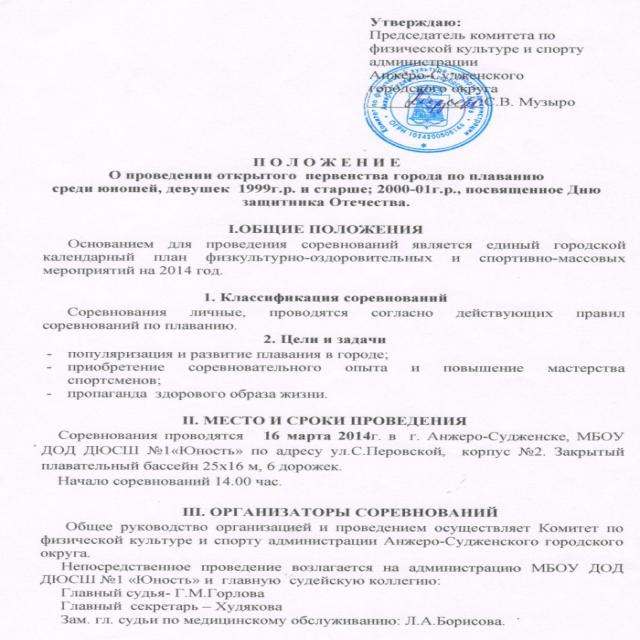 Утверждаю:
Председатель комитета по
физической культуре и спорту
администрации
Анжеро-Судженского
городского округа
С.В. Музыро
П О Л О Ж Е Н И Е
О проведении открытого первенства города по плаванию
среди юношей, девушек 1999г.р. и старше; 2000-01г.р., посвященное Дню
защитника Отечества.
I.ОБЩИЕ ПОЛОЖЕНИЯ
Основанием для проведения соревнований является единый городской
календарный план физкультурно-оздоровительных и спортивно-массовых
мероприятий на 2014 год.
1. Классификация соревнований
Соревнования личные, проводятся согласно действующих правил
соревнований по плаванию.
2. Цели и задачи
- популяризация и развитие плавания в городе;
- приобретение соревновательного опыта и повышение мастерства
спортсменов;
- пропаганда здорового образа жизни.
II. МЕСТО И СРОКИ ПРОВЕДЕНИЯ
Соревнования проводятся 16 марта 2014г. в г. Анжеро-Судженске, МБОУ
ДОД ДЮСШ №1«Юность» по адресу ул.С.Перовской, корпус №2. Закрытый
плавательный бассейн 25х16 м, 6 дорожек.
Начало соревнований 14.00 час.
III. ОРГАНИЗАТОРЫ СОРЕВНОВАНИЙ
Общее руководство организацией и проведением осуществляет Комитет по
физической культуре и спорту администрации Анжеро-Судженского городского
округа.
Непосредственное проведение возлагается на администрацию МБОУ ДОД
ДЮСШ №1 «Юность» и главную судейскую коллегию:
Главный судья- Г.М.Горлова
Главный секретарь – Худякова
Зам. гл. судьи по медицинскому обслуживанию: Л.А.Борисова.